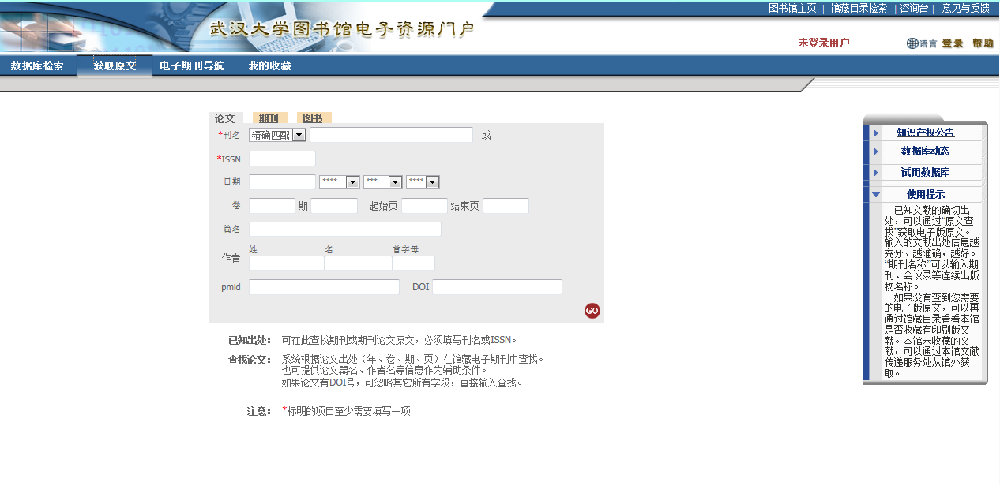 图书馆主页 | 馆藏目录检索 | 咨询台 | 意见与反馈
武汉大学图书馆电子资源门户
未登录用户 语言 登录 帮助
数据库检索 获取原文 电子期刊导航 我的收藏
论文 期刊 图书
*刊名 精确匹配 或
*ISSN
日期 **** *** ****
卷 期 起始页 结束页
篇名
姓 名 首字母
作者
pmid DOI
GO
已知出处： 可在此查找期刊或期刊论文原文，必须填写刊名或ISSN。
查找论文： 系统根据论文出处（年、卷、期、页）在馆藏电子期刊中查找。
也可提供论文篇名、作者名等信息作为辅助条件。
如果论文有DOI号，可忽略其它所有字段，直接输入查找。
注意： *标明的项目至少需要填写一项
知识产权公告
数据库动态
试用数据库
使用提示
已知文献的确切出
处，可以通过“原文查
找”获取电子版原文。
输入的文献出处信息越
充分、越准确，越好。
“期刊名称”可以输入期
刊、会议录等连续出版
物名称。
如果没有查到您需要
的电子版原文，可以再
通过馆藏目录看看本馆
是否收藏有印刷版文
献。本馆未收藏的文
献，可以通过本馆文献
传递服务处从馆外获
取。